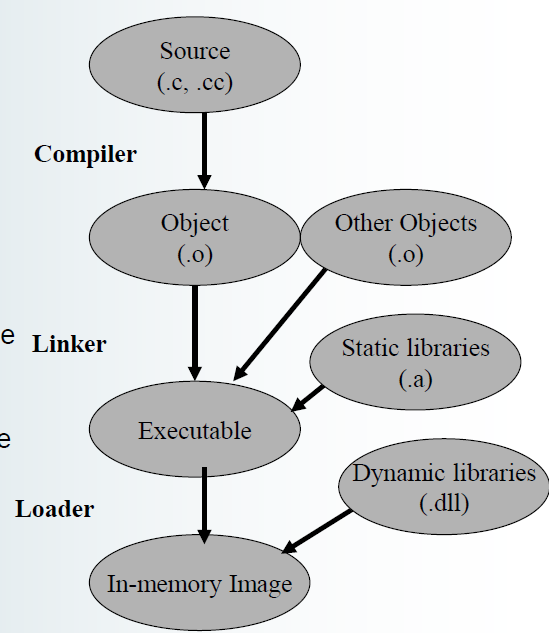 Source
(.c, .cc)
Compiler
Object
(.o)
Other Objects
(.o)
e
Linker
Static libraries
(.a)
Executable
e
Dynamic libraries
(.dll)
Loader
In-memory Image